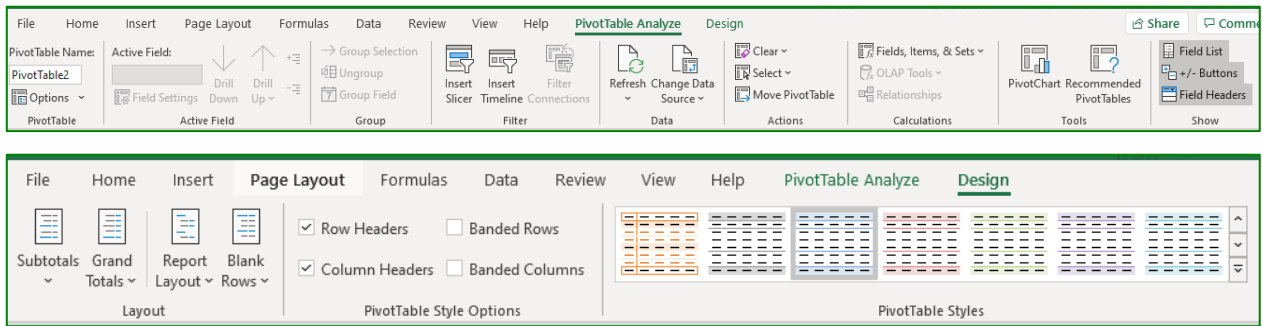 File Home Insert Page Layout Formulas Data Review View Help PivotTable Analyze Design Share Comme
PivotTable Name: Active Field: → Group Selection Clear Fields, Items, & Sets Field List
PivotTable2 Ungroup Select OLAP Tools +/- Buttons
Options Field Settings Drill Down Drill Up Group Field Insert Slicer Insert Timeline Filter Connections Refresh Change Data Source Move PivotTable Relationships PivotChart Recommended PivotTables Field Headers
PivotTable Active Field Group Filter Data Actions Calculations Tools Show
File Home Insert Page Layout Formulas Data Review View Help PivotTable Analyze Design
Row Headers Banded Rows
Subtotals Grand Totals Report Layout Blank Rows Column Headers Banded Columns
Layout PivotTable Style Options PivotTable Styles